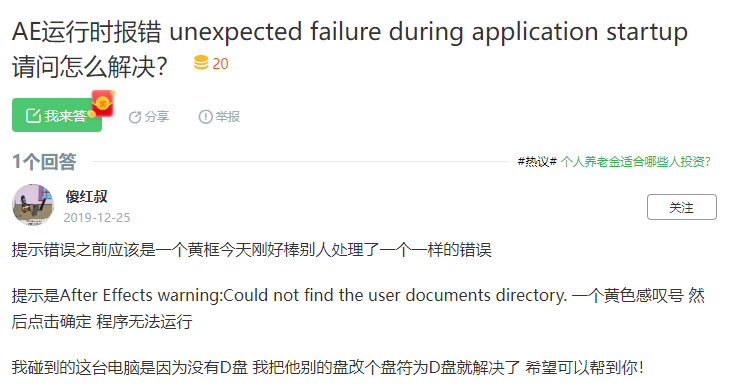 AE运行时报错 unexpected failure during application startup
请问怎么解决？ 20
我来答 奖 分享 举报
1个回答 #热议# 个人养老金适合哪些人投资？
傻红叔
2019-12-25
关注
提示错误之前应该是一个黄框今天刚好棒别人处理了一个一样的错误
提示是After Effects warning:Could not find the user documents directory. 一个黄色感叹号 然
后点击确定 程序无法运行
我碰到的这台电脑是因为没有D盘 我把他别的盘改个盘符为D盘就解决了 希望可以帮到你！